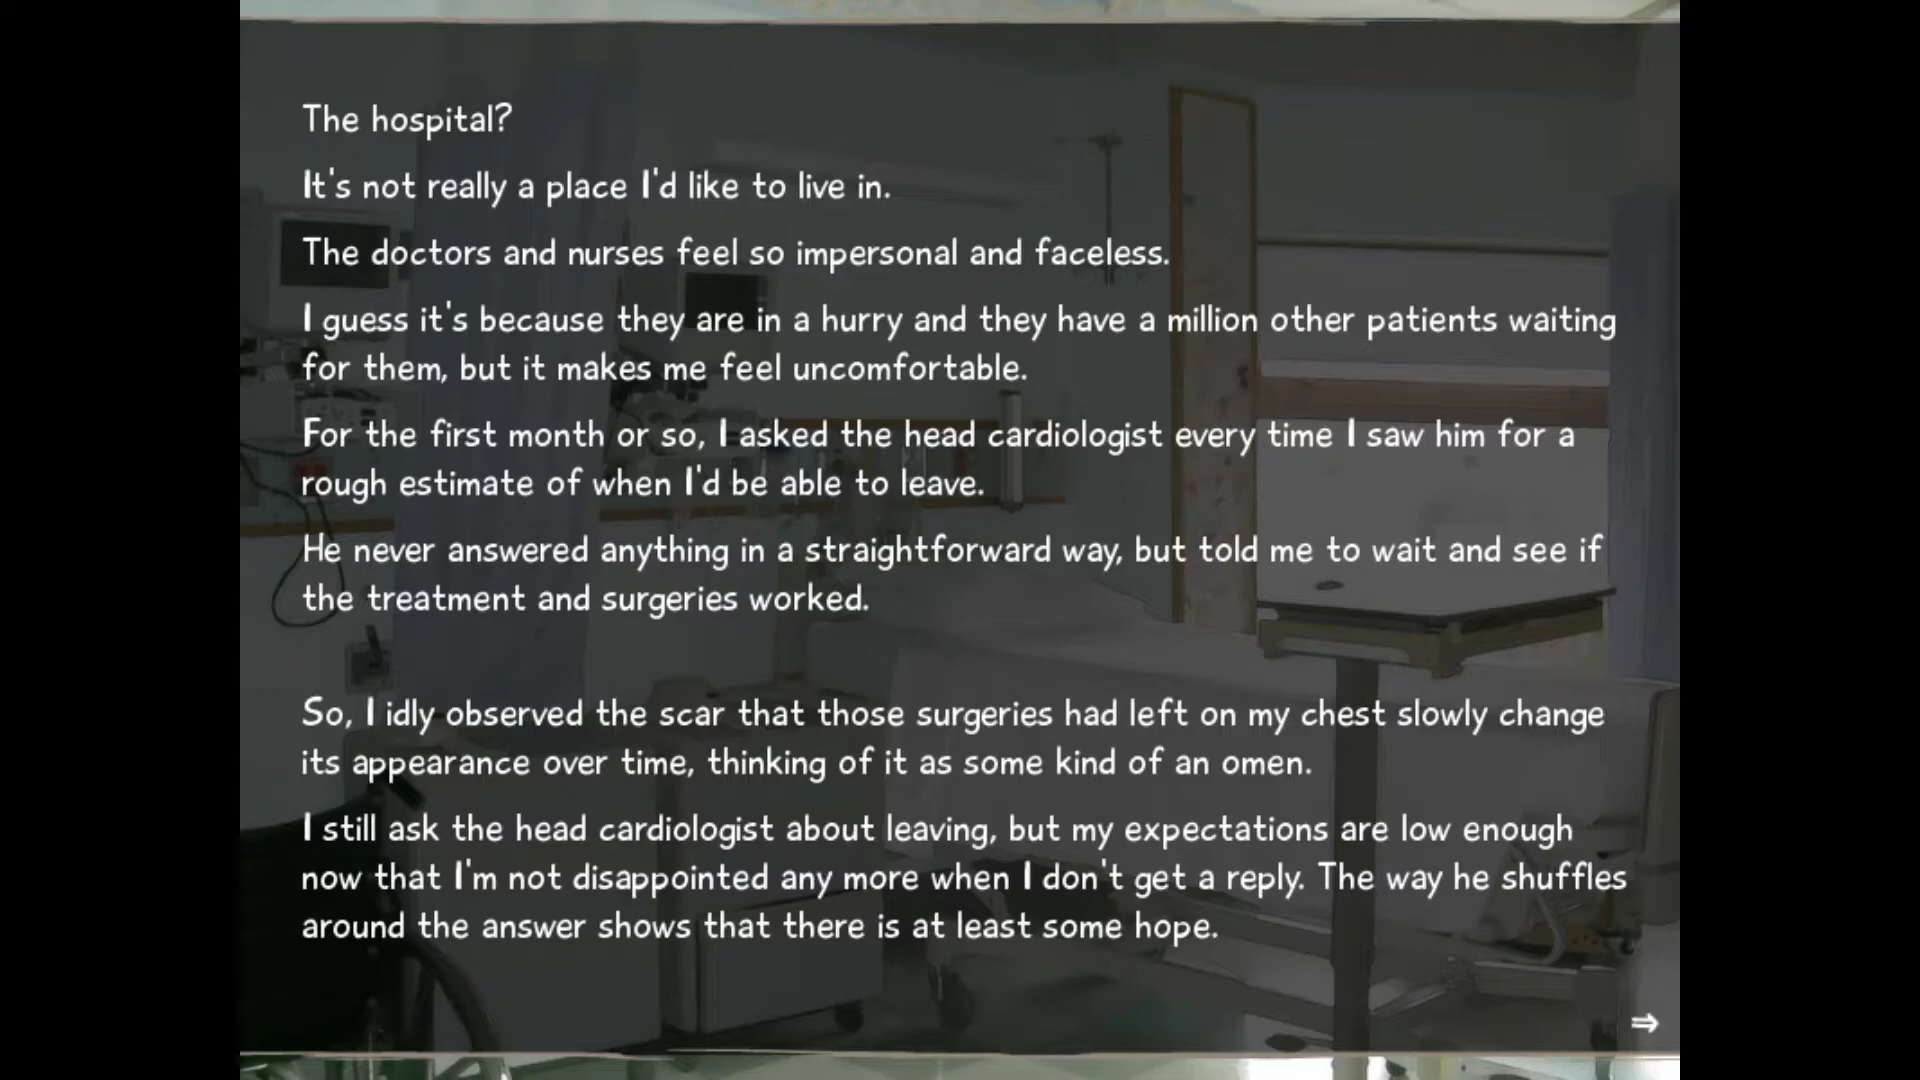 The hospital?
It's not really a place I'd like to live in.
The doctors and nurses feel so impersonal and faceless.
I guess it's because they are in a hurry and they have a million other patients waiting
for them, but it makes me feel uncomfortable.
For the first month or so, I asked the head cardiologist every time I saw him for a
rough estimate of when I'd be able to leave.
He never answered anything in a straightforward way, but told me to wait and see if
the treatment and surgeries worked.
So, I idly observed the scar that those surgeries had left on my chest slowly change
its appearance over time, thinking of it as some kind of an omen.
I still ask the head cardiologist about leaving, but my expectations are low enough
now that I'm not disappointed any more when I don't get a reply. The way he shuffles
around the answer shows that there is at least some hope.